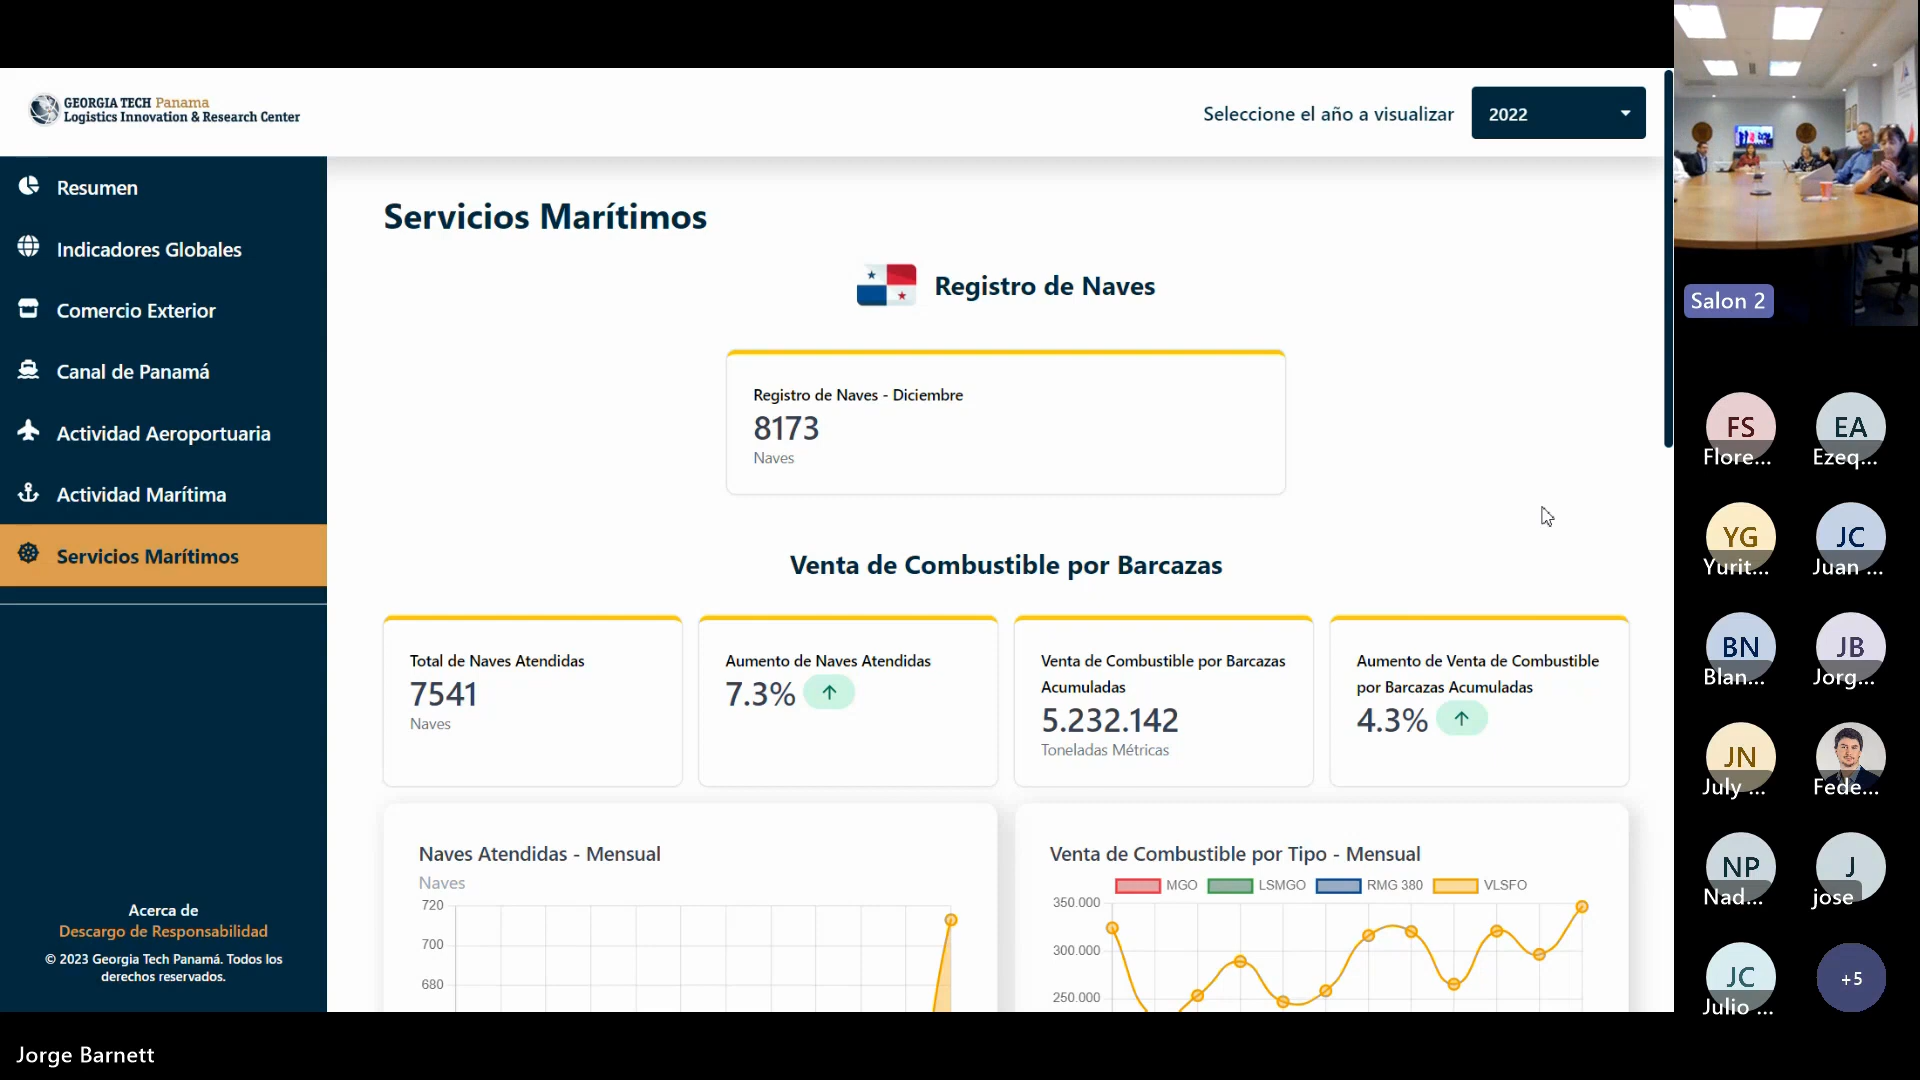 GEORGIA TECH Panama
Logistics Innovation & Research Center
Seleccione el año a visualizar
2022
Resumen
Indicadores Globales
Comercio Exterior
Canal de Panamá
Actividad Aeroportuaria
Actividad Marítima
Servicios Marítimos
Acerca de
Descargo de Responsabilidad
© 2023 Georgia Tech Panamá. Todos los
derechos reservados.
Servicios Marítimos
Registro de Naves
Registro de Naves - Diciembre
8173
Naves
Venta de Combustible por Barcazas
Total de Naves Atendidas
7541
Naves
Aumento de Naves Atendidas
7.3%
Venta de Combustible por Barcazas
Acumuladas
5.232.142
Toneladas Métricas
Aumento de Venta de Combustible
por Barcazas Acumuladas
4.3%
Naves Atendidas - Mensual
Naves
720
700
680
Venta de Combustible por Tipo - Mensual
MGO LSMGO RMG 380 VLSFO
350.000
300.000
250.000
Salon 2
FS
Flore...
EA
Ezeq...
YG
Yurit...
JC
Juan ...
BN
Blan...
JB
Jorg...
JN
July ...
Fede...
NP
Nad...
J
jose
JC
Julio ...
+5
Jorge Barnett